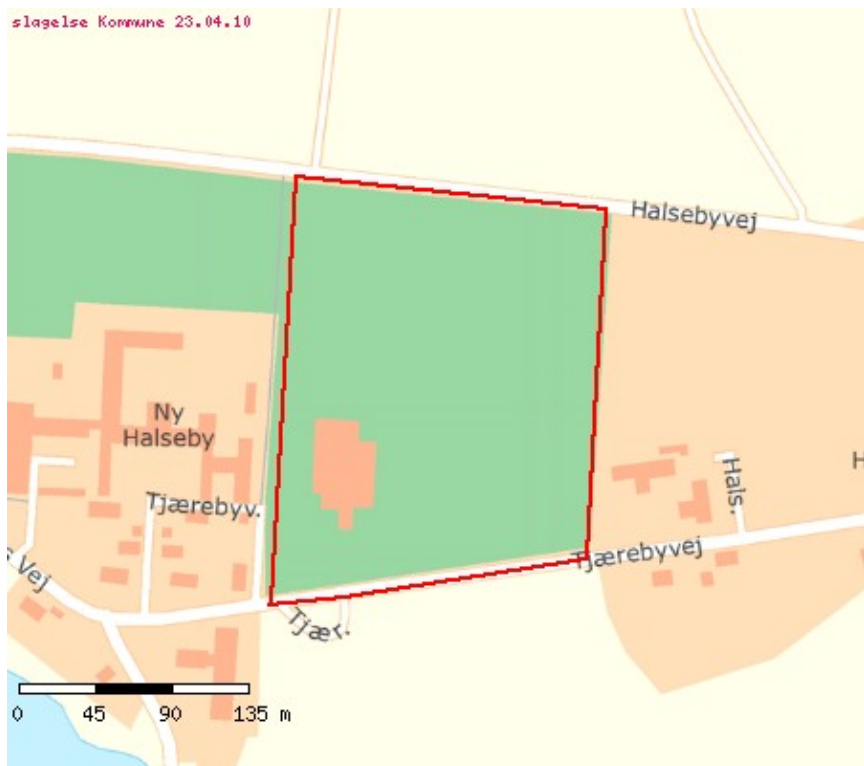 slagelse Kommune 23.04.10
Halsebyvej
Ny
Halseby
Tjærebyv.
Hals.
H
s Vej
Tjærebyvej
Tjær.
0 45 90 135 m